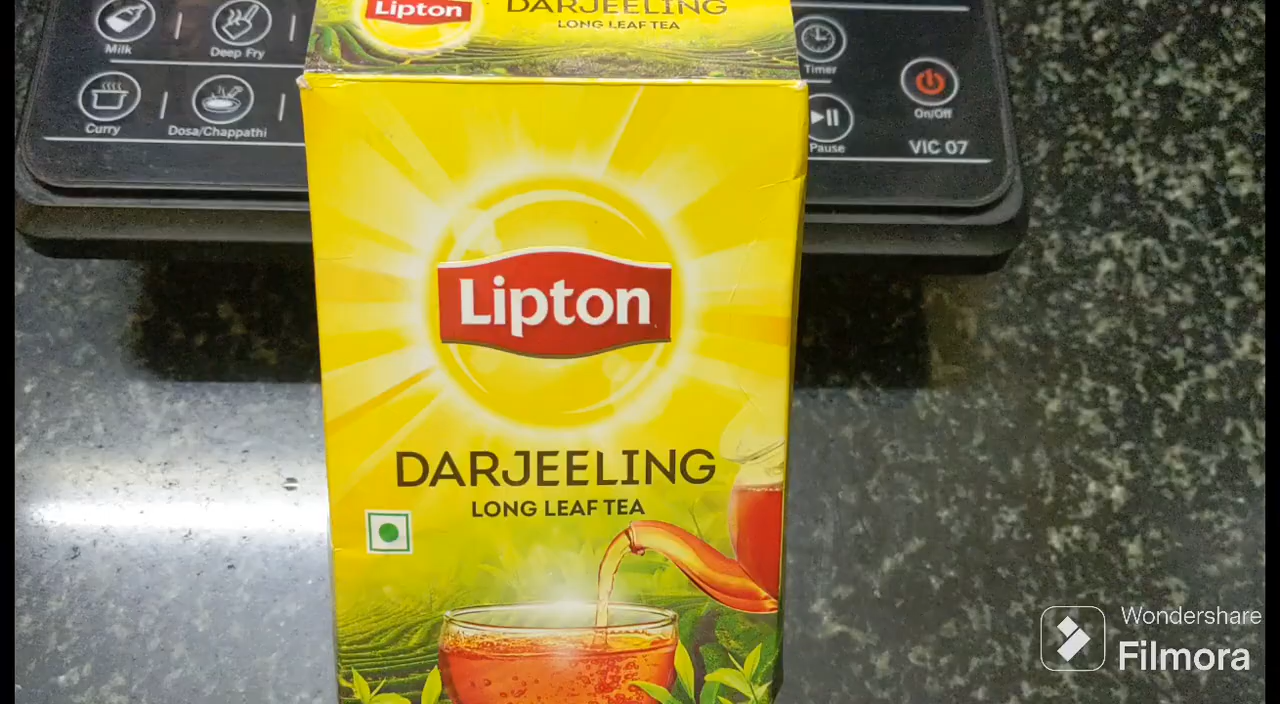 Lipton
DARJEELING
LONG LEAF TEA
Milk
Deep Fry
Timer
Curry
Dosa/Chappathi
Pause
On/Off
VIC 07
Lipton
DARJEELING
LONG LEAF TEA
Wondershare
Filmora